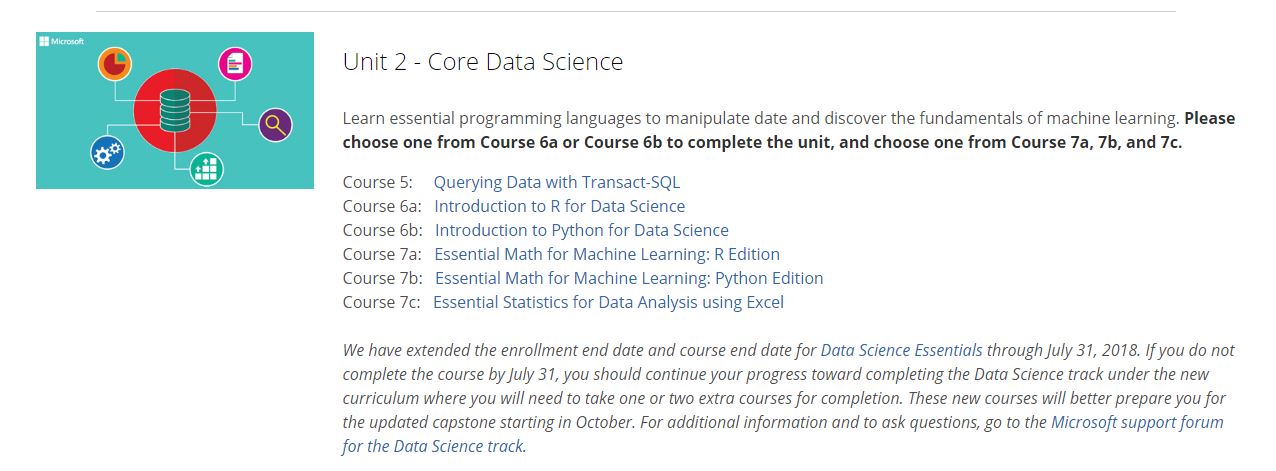 Microsoft
Unit 2 - Core Data Science
Learn essential programming languages to manipulate date and discover the fundamentals of machine learning. Please
choose one from Course 6a or Course 6b to complete the unit, and choose one from Course 7a, 7b, and 7c.
Course 5: Querying Data with Transact-SQL
Course 6a: Introduction to R for Data Science
Course 6b: Introduction to Python for Data Science
Course 7a: Essential Math for Machine Learning: R Edition
Course 7b: Essential Math for Machine Learning: Python Edition
Course 7c: Essential Statistics for Data Analysis using Excel
We have extended the enrollment end date and course end date for Data Science Essentials through July 31, 2018. If you do not
complete the course by July 31, you should continue your progress toward completing the Data Science track under the new
curriculum where you will need to take one or two extra courses for completion. These new courses will better prepare you for
the updated capstone starting in October. For additional information and to ask questions, go to the Microsoft support forum
for the Data Science track.